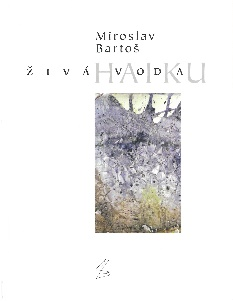 Miroslav
Bartoš
HAIKU
ŽIVÁ VODA